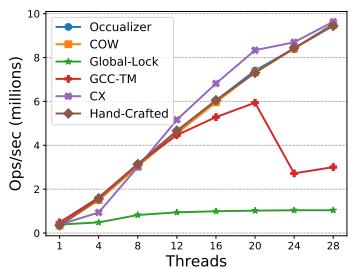 Ops/sec (millions)
10
8
6
4
2
0
Occualizer
COW
Global-Lock
GCC-TM
CX
Hand-Crafted
1 4 8 12 16 20 24 28
Threads